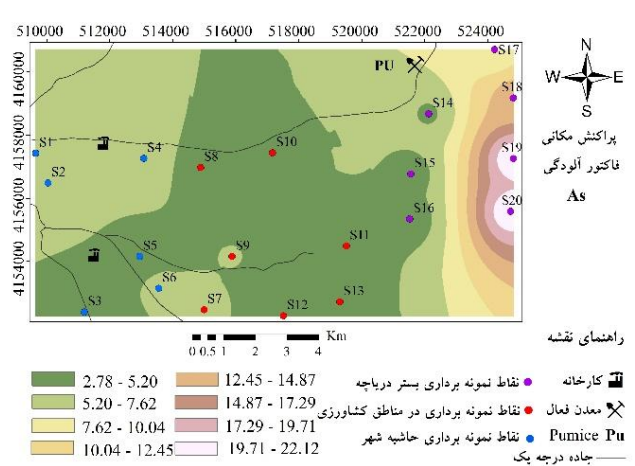 510000 512000 514000 516000 518000 520000 522000 524000
4160000
4158000
4156000
4154000
PU
S17
S18
S14
S1
S4
S10
S19
S2
S8
S15
S16
S20
S5
S9
S11
S6
S3
S7
S12
S13
N
W E
S
پراکنش مکانی
فاکتور آلودگی
As
0 0.5 1 2 3 4 Km
راهنمای نقشه
2.78 - 5.20
5.20 - 7.62
7.62 - 10.04
10.04 - 12.45
12.45 - 14.87
14.87 - 17.29
17.29 - 19.71
19.71 - 22.12
نقاط نمونه برداری بستر دریاچه
نقاط نمونه برداری در مناطق کشاورزی
نقاط نمونه برداری حاشیه شهر
کارخانه
معدن فعال
Pumice Pu
جاده درجه یک